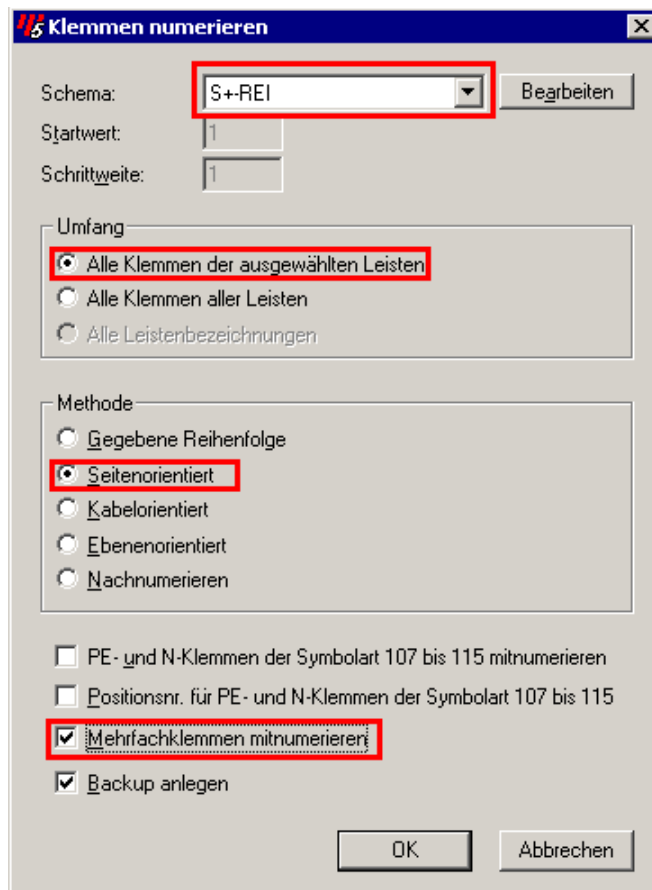 Klemmen numerieren
Schema: S+-REI Bearbeiten
Startwert: 1
Schrittweite: 1
Umfang
Alle Klemmen der ausgewählten Leisten
Alle Klemmen aller Leisten
Alle Leistenbezeichnungen
Methode
Gegebene Reihenfolge
Seitenorientiert
Kabelorientiert
Ebenenorientiert
Nachnumerieren
PE- und N-Klemmen der Symbolart 107 bis 115 mitnumerieren
Positionsnr. für PE- und N-Klemmen der Symbolart 107 bis 115
Mehrfachklemmen mitnumerieren
Backup anlegen
OK Abbrechen